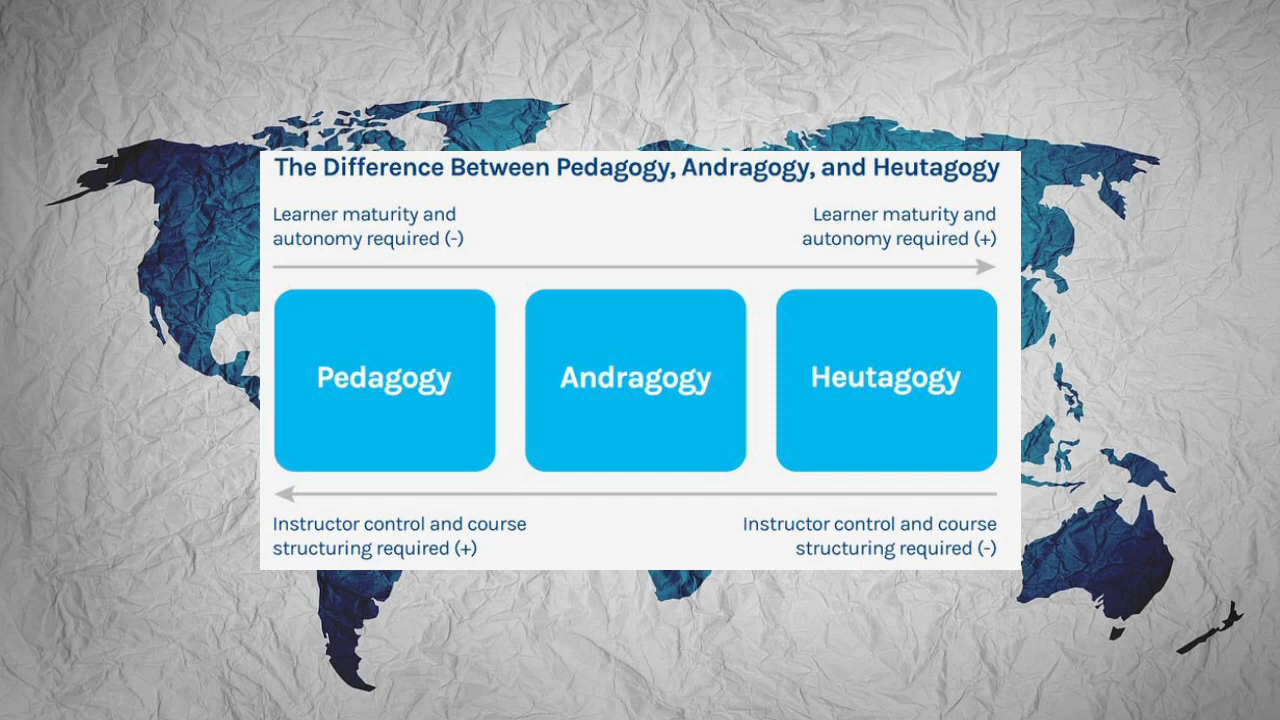 The Difference Between Pedagogy, Andragogy, and Heutagogy
Learner maturity and
autonomy required (-)
Learner maturity and
autonomy required (+)
Pedagogy
Andragogy
Heutagogy
Instructor control and course
structuring required (+)
Instructor control and course
structuring required (-)